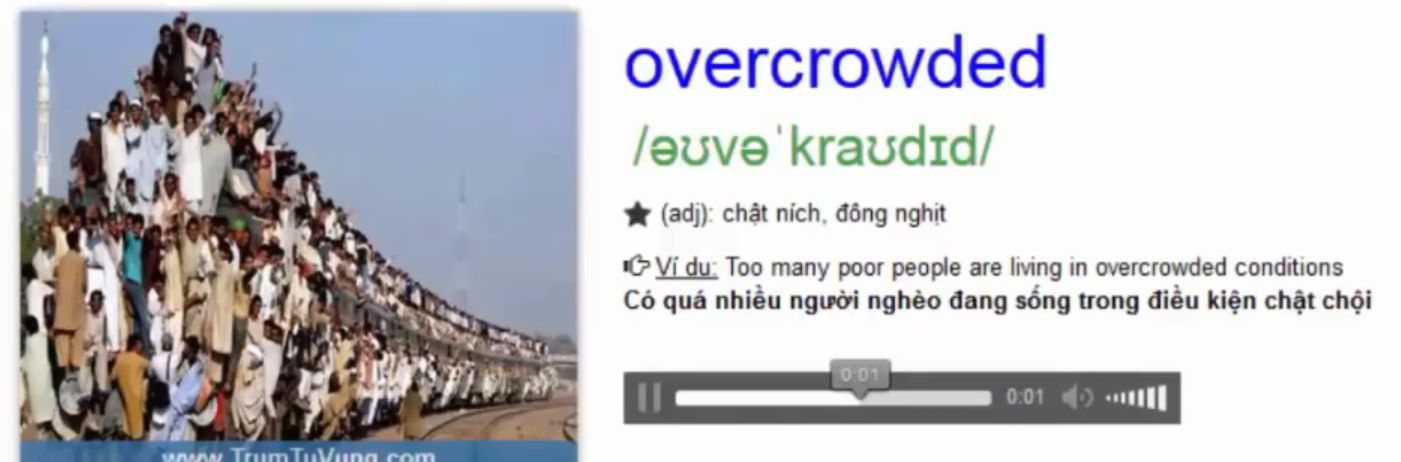 overcrowded
/əʊvəˈkraʊdɪd/
★ (adj): chật ních, đông nghịt
Ví du: Too many poor people are living in overcrowded conditions
Có quá nhiều người nghèo đang sống trong điều kiện chật chội
0:01
0:01
www.TrumTuVung.com